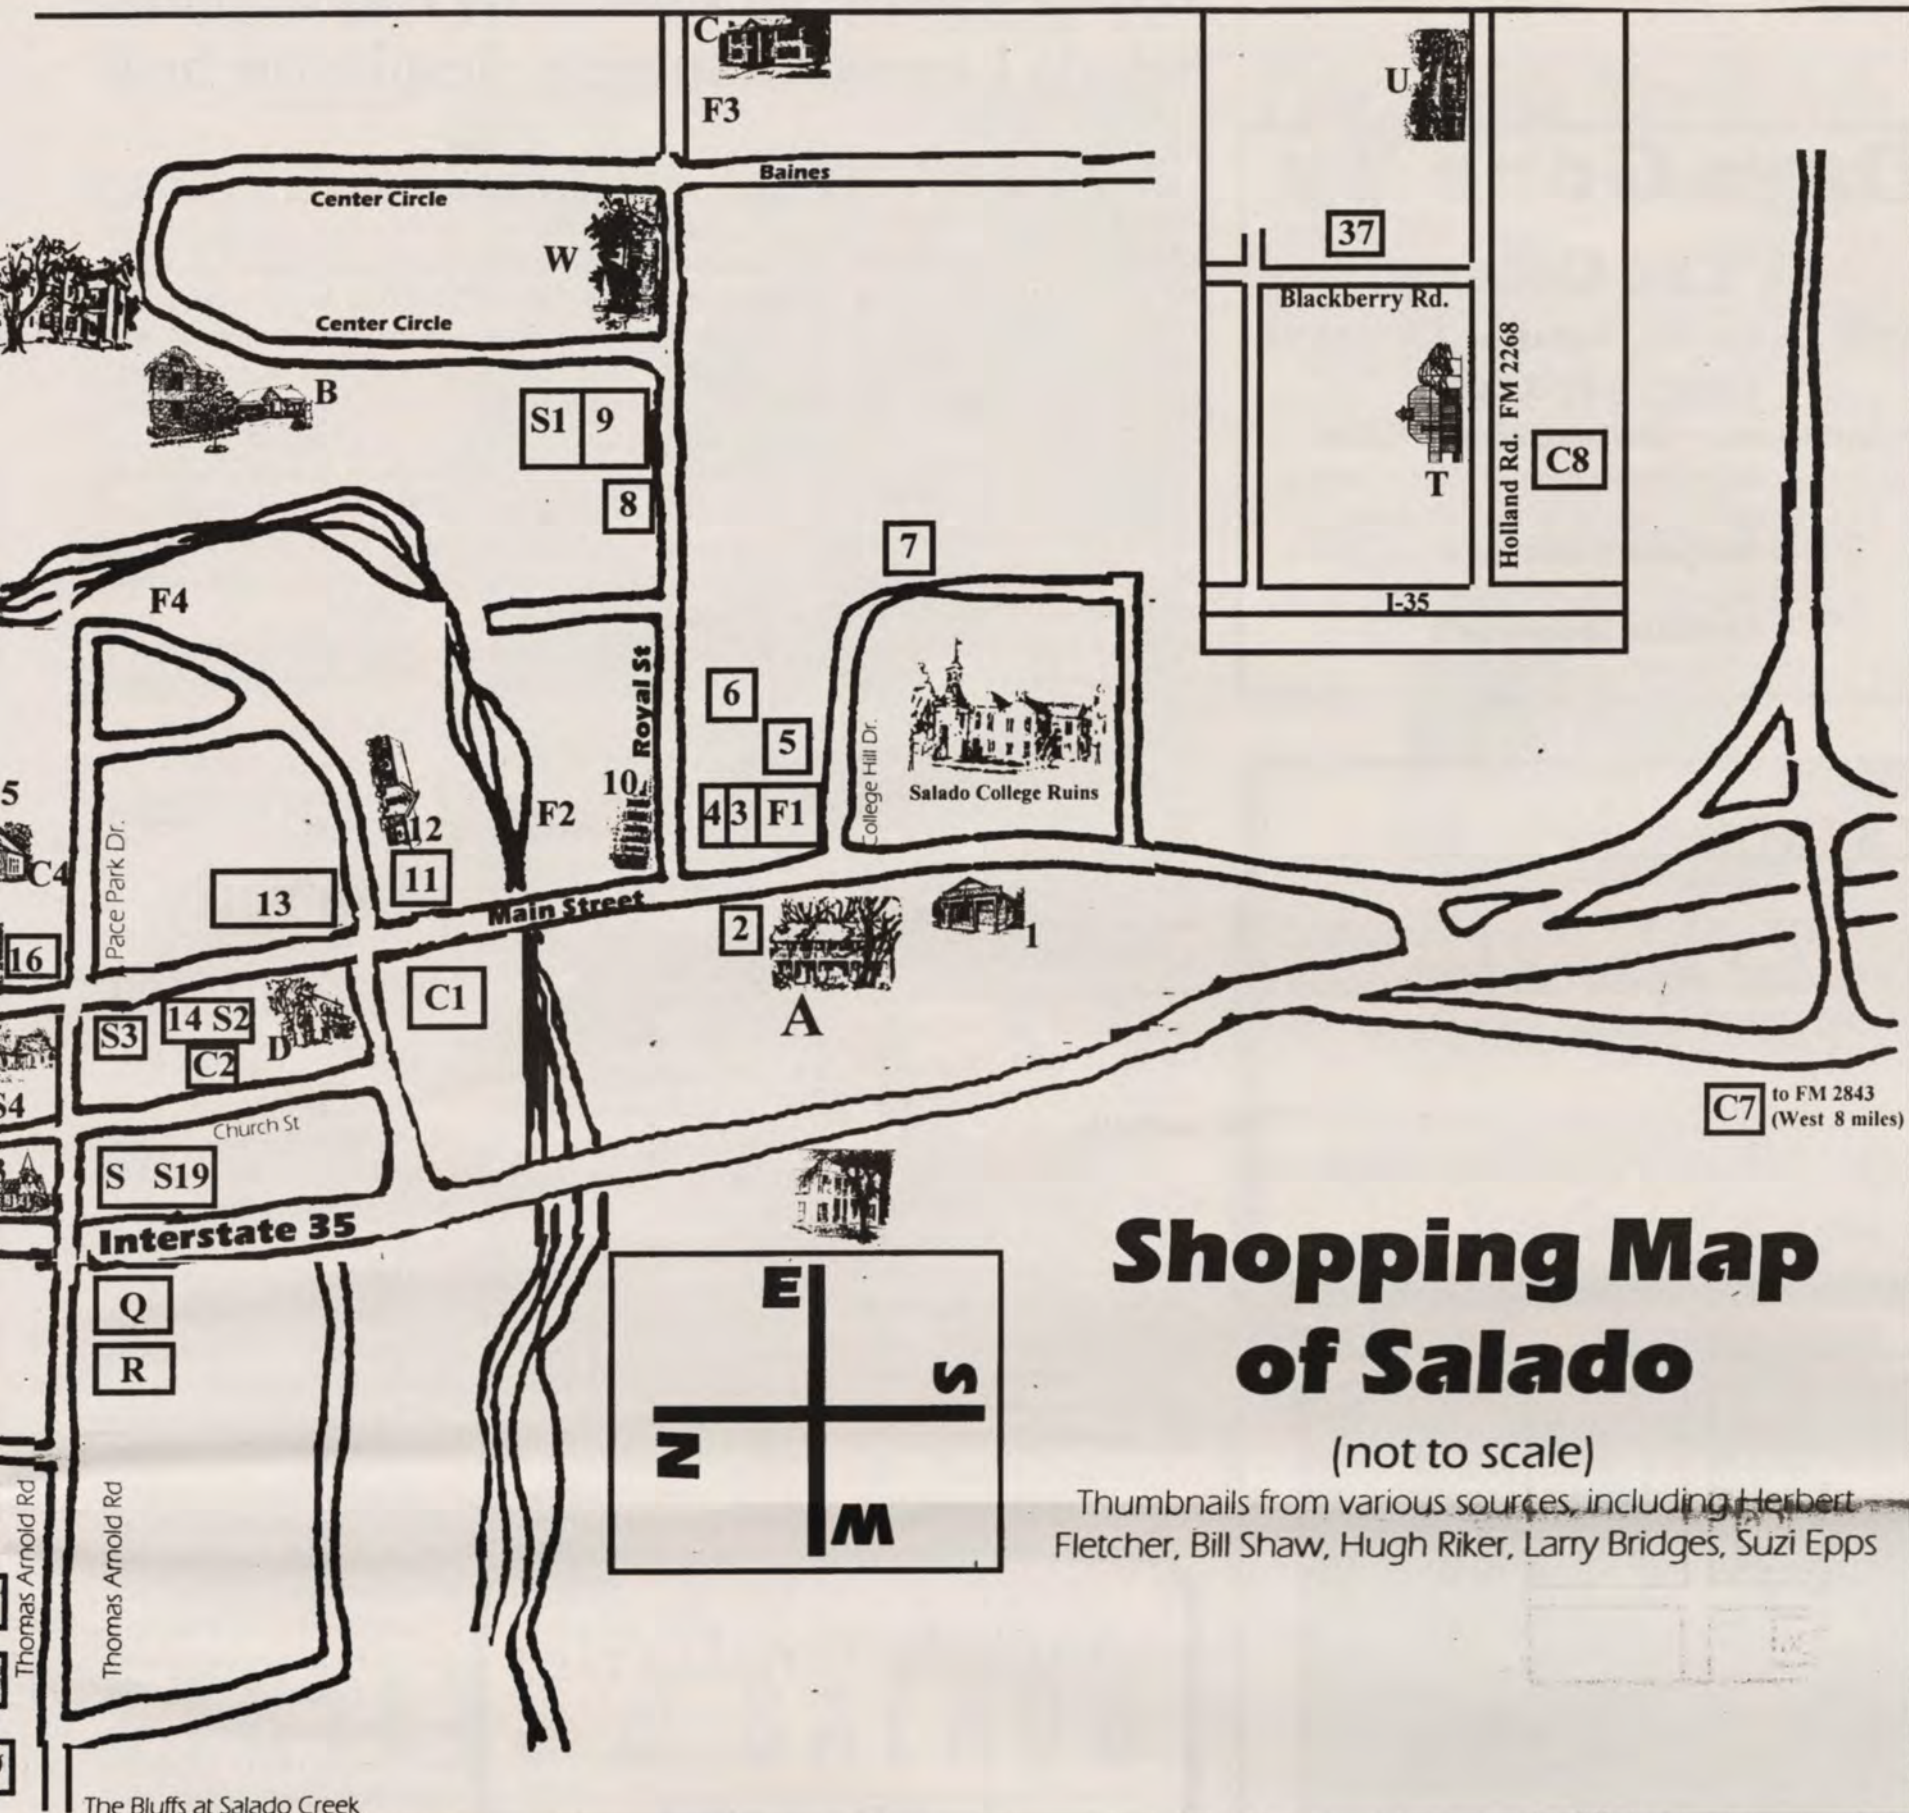 C
F3
U
Baines
Center Circle
W
37
Blackberry Rd.
Center Circle
B
S1 9
8
T
Holland Rd. FM 2268
C8
7
F4
I-35
Royal St
6
5
College Hill Dr.
Salado College Ruins
5
10
4 3 F1
F2
12
11
Pace Park Dr.
C4
13
Main Street
2
1
16
C1
A
S3
14 S2
D
C2
S4
Church St
C7
to FM 2843
(West 8 miles)
S S19
Interstate 35
Q
R
E
S
N
W
Shopping Map
of Salado
(not to scale)
Thumbnails from various sources, including Herbert
Fletcher, Bill Shaw, Hugh Riker, Larry Bridges, Suzi Epps
Thomas Arnold Rd
Thomas Arnold Rd
The Bluffs at Salado Creek